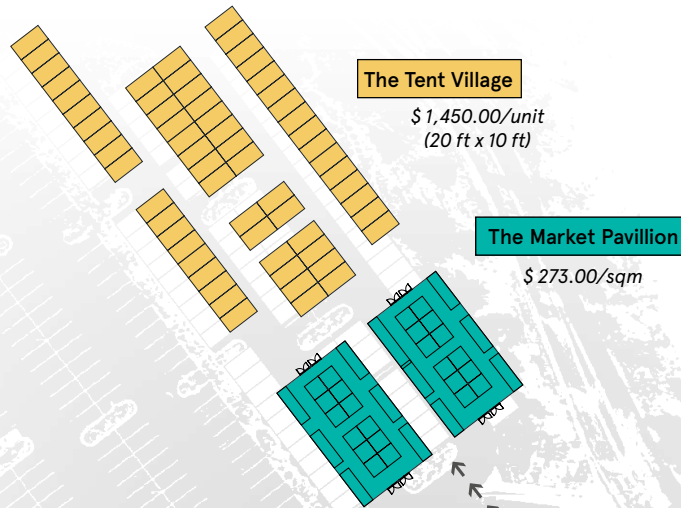 The Tent Village
$ 1,450.00/unit
(20 ft x 10 ft)
The Market Pavillion
$ 273.00/sqm